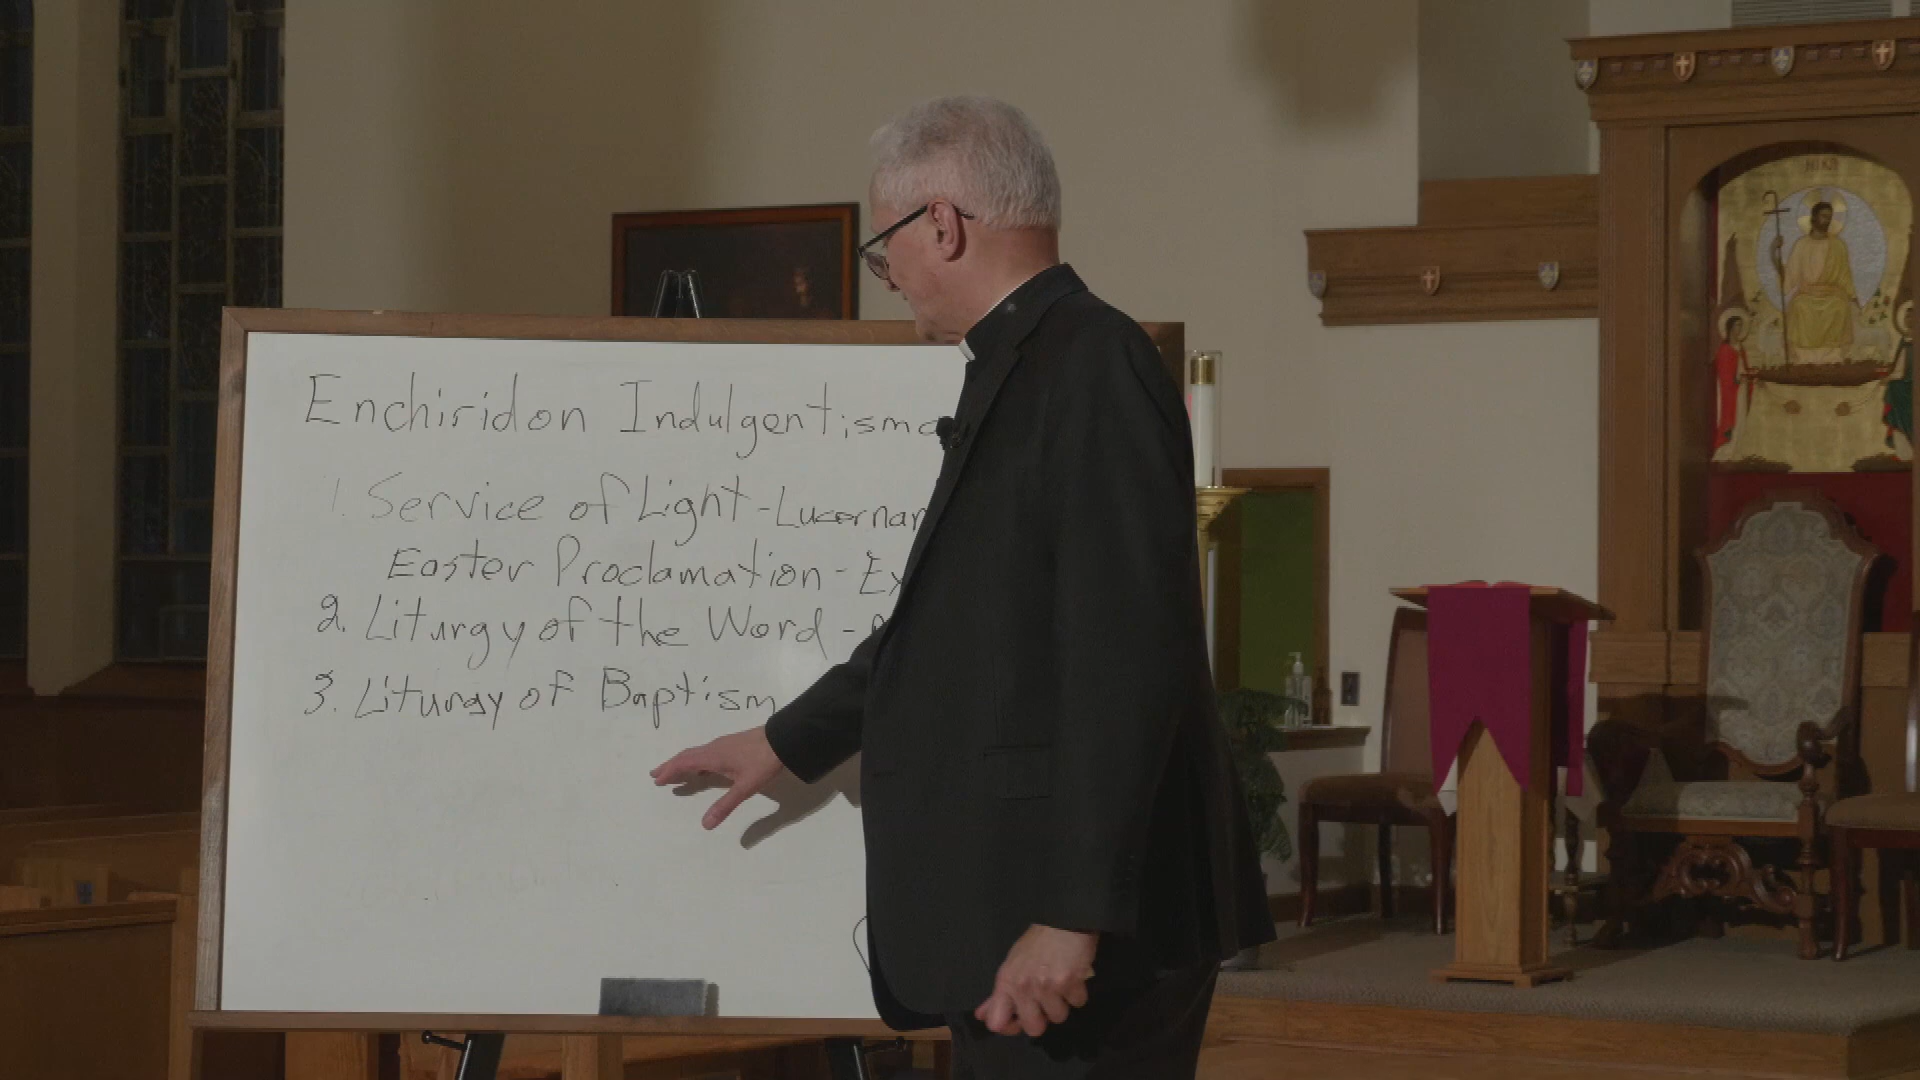 Enchiridon Indulgentisma
1. Service of Light - Lucernar
Easter Proclamation - Ex
2. Liturgy of the Word -
3. Liturgy of Baptism